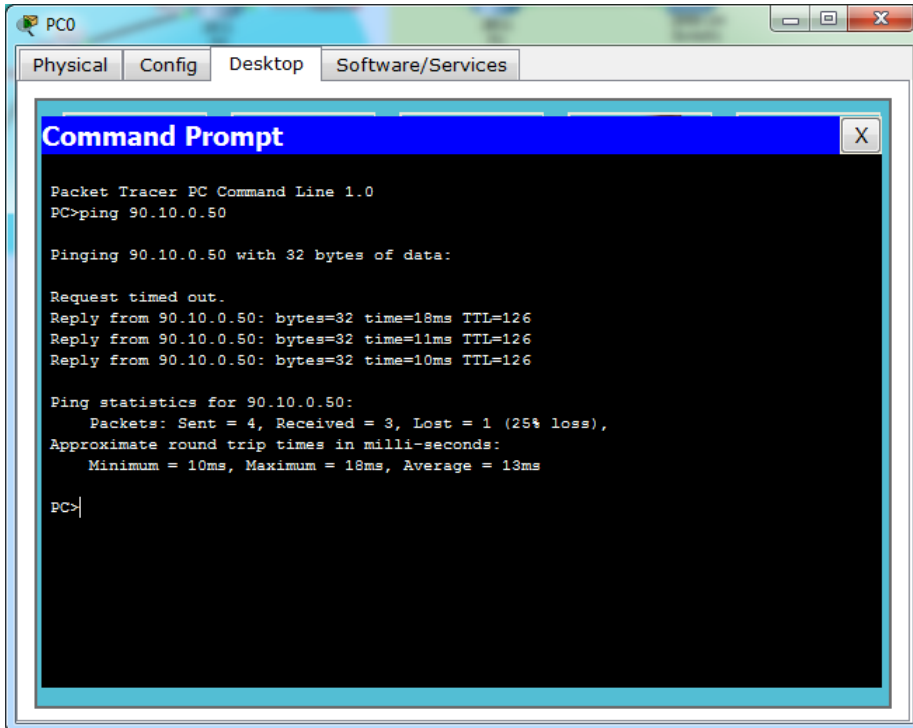 PC0
Physical Config Desktop Software/Services
Command Prompt
X
Packet Tracer PC Command Line 1.0
PC>ping 90.10.0.50
Pinging 90.10.0.50 with 32 bytes of data:
Request timed out.
Reply from 90.10.0.50: bytes=32 time=18ms TTL=126
Reply from 90.10.0.50: bytes=32 time=11ms TTL=126
Reply from 90.10.0.50: bytes=32 time=10ms TTL=126
Ping statistics for 90.10.0.50:
Packets: Sent = 4, Received = 3, Lost = 1 (25% loss),
Approximate round trip times in milli-seconds:
Minimum = 10ms, Maximum = 18ms, Average = 13ms
PC>